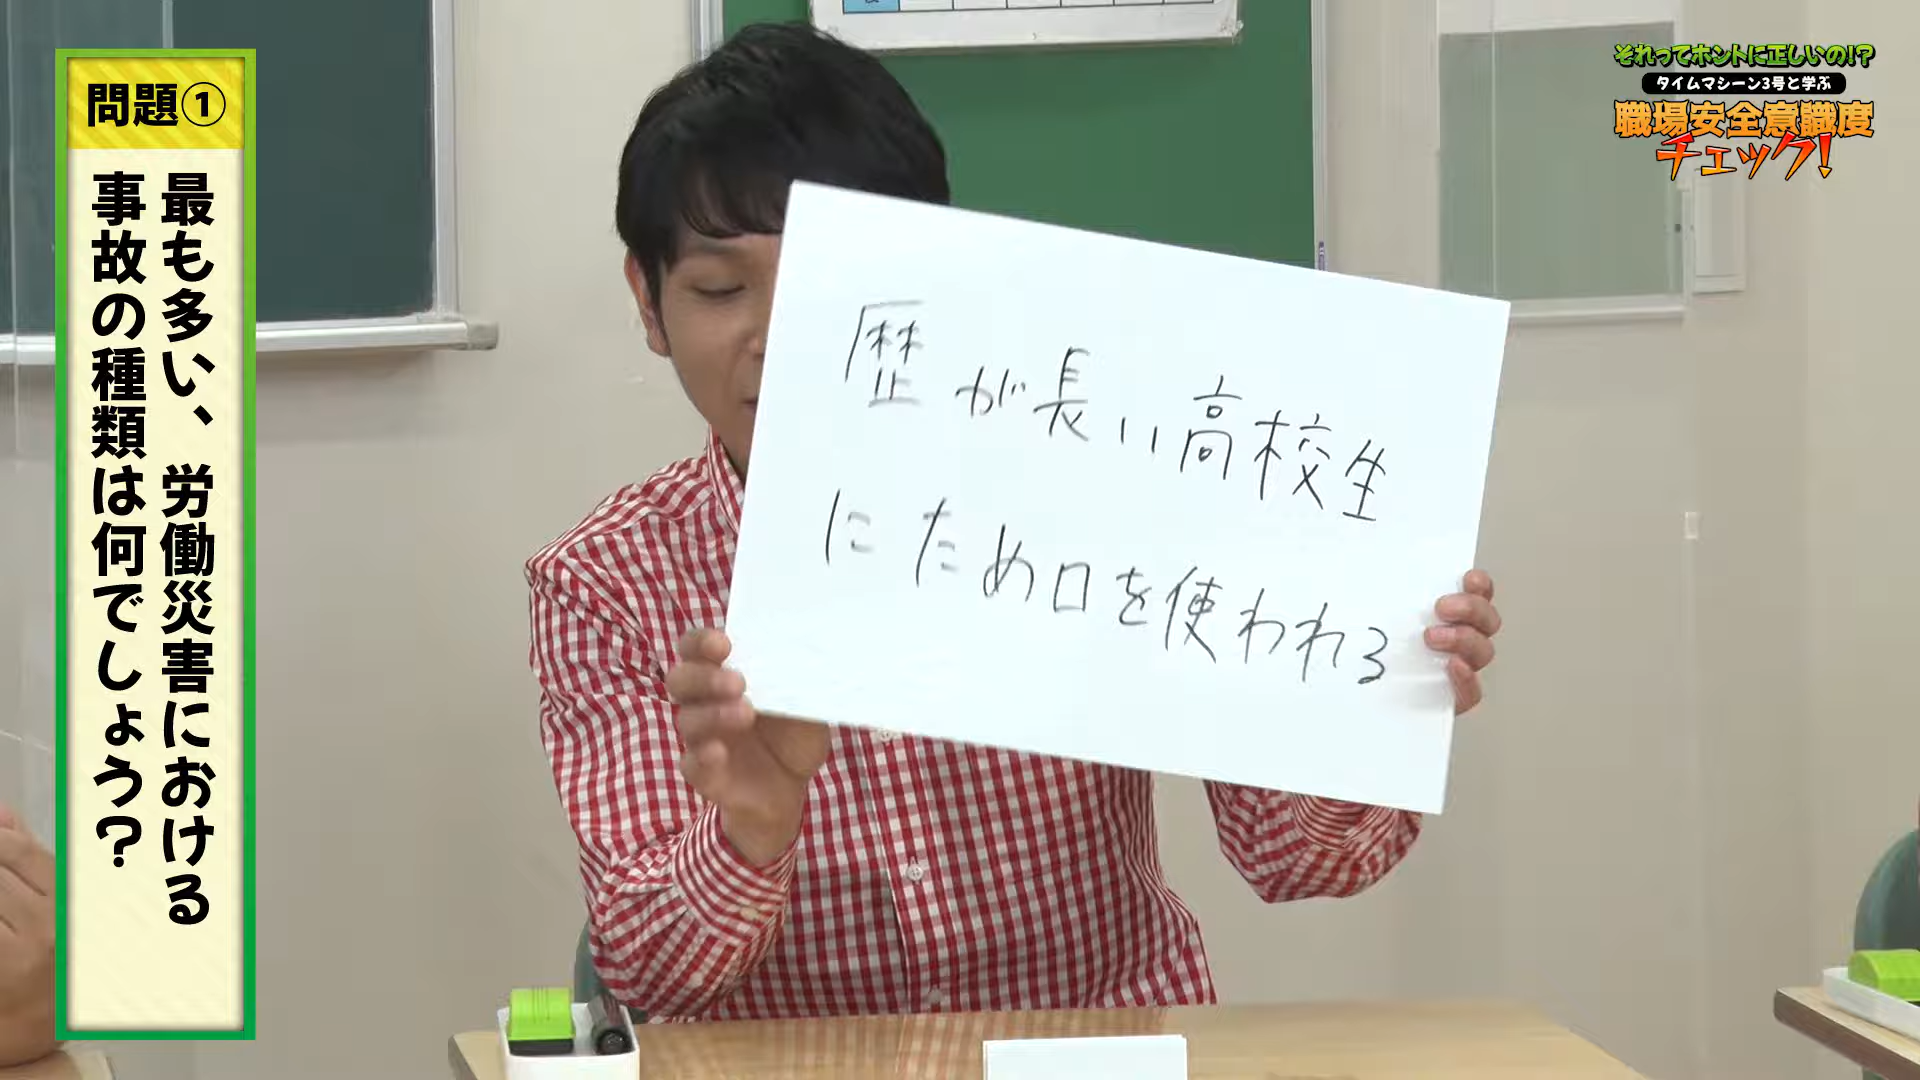 問題①
最も多い、労働災害における
事故の種類は何でしょう？
それってホントに正しいの!？
タイムマシーン3号と学ぶ
職場安全意識度
チェック!
歴が長い高校生
にため口を使われる